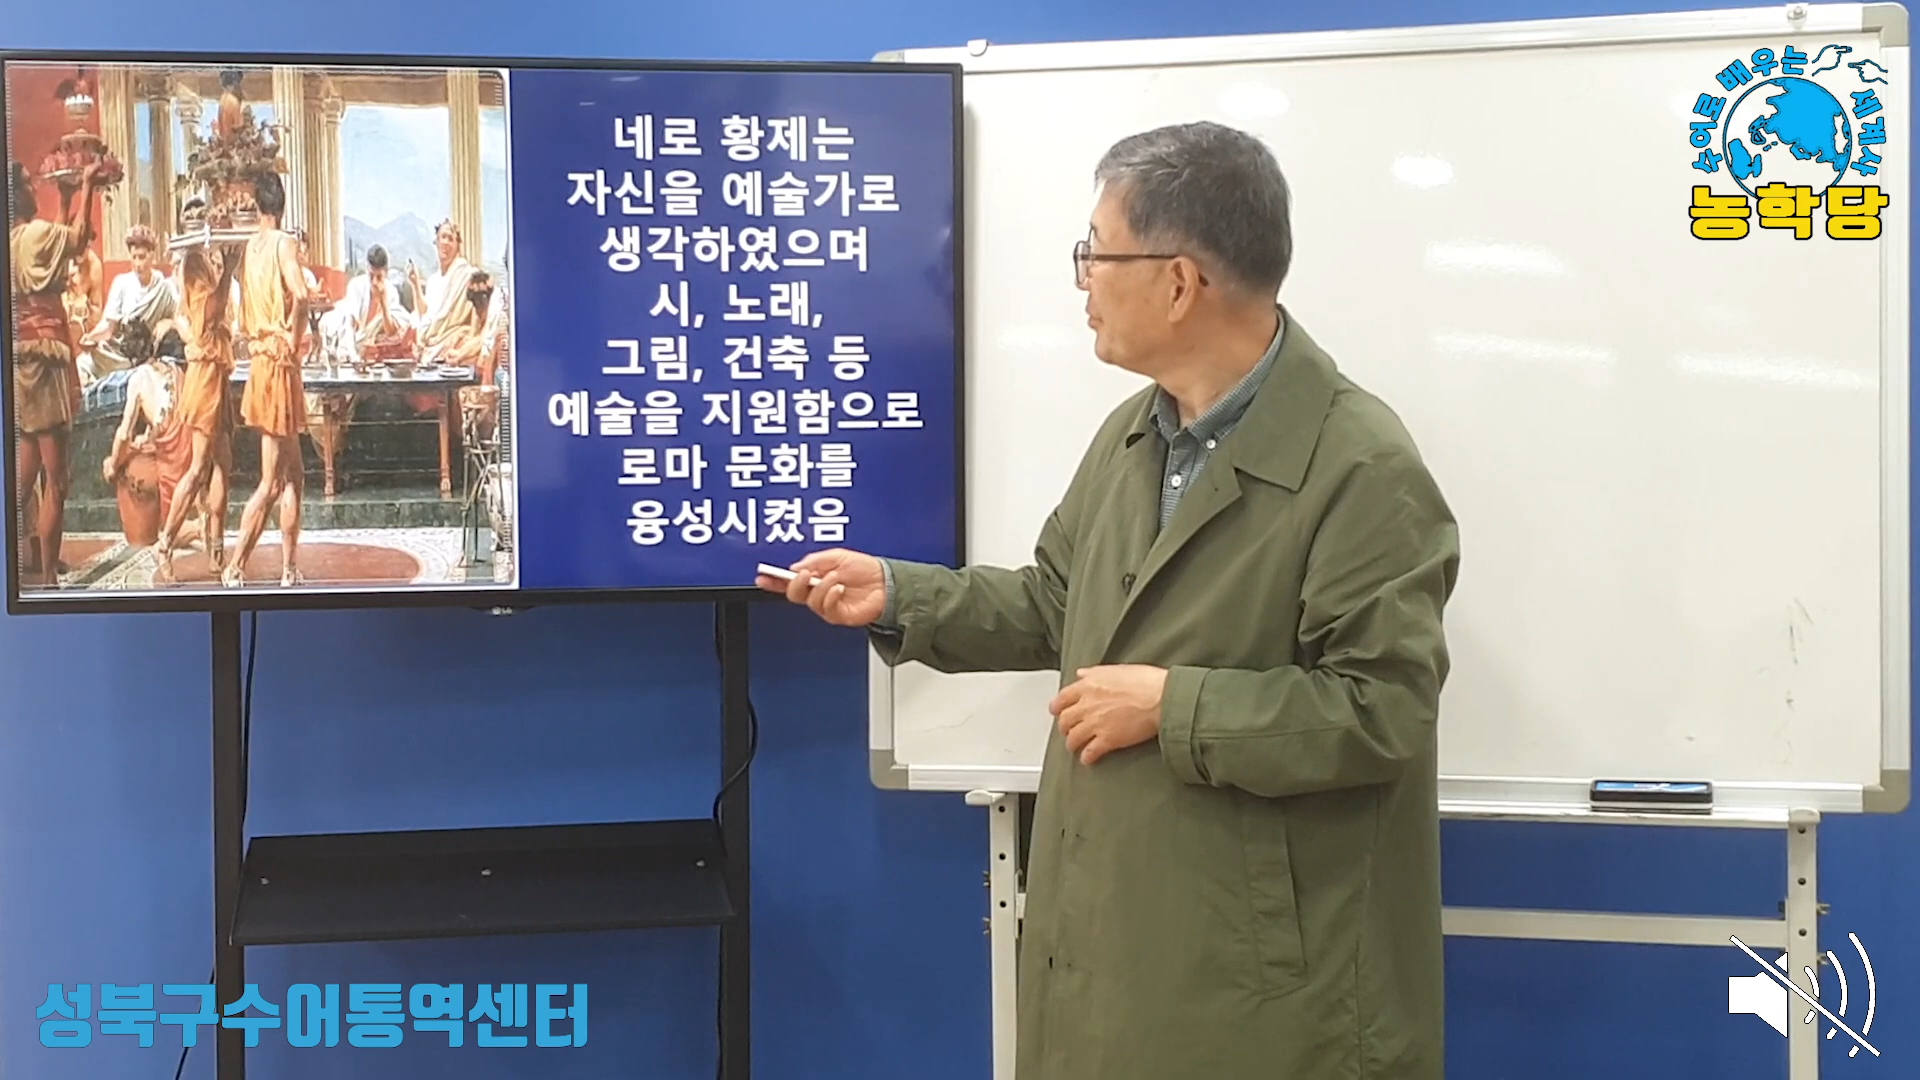 네로 황제는
자신을 예술가로
생각하였으며
시, 노래,
그림, 건축 등
예술을 지원함으로
로마 문화를
융성시켰음
수어로 배우는 세계사
농학당
성북구수어통역센터